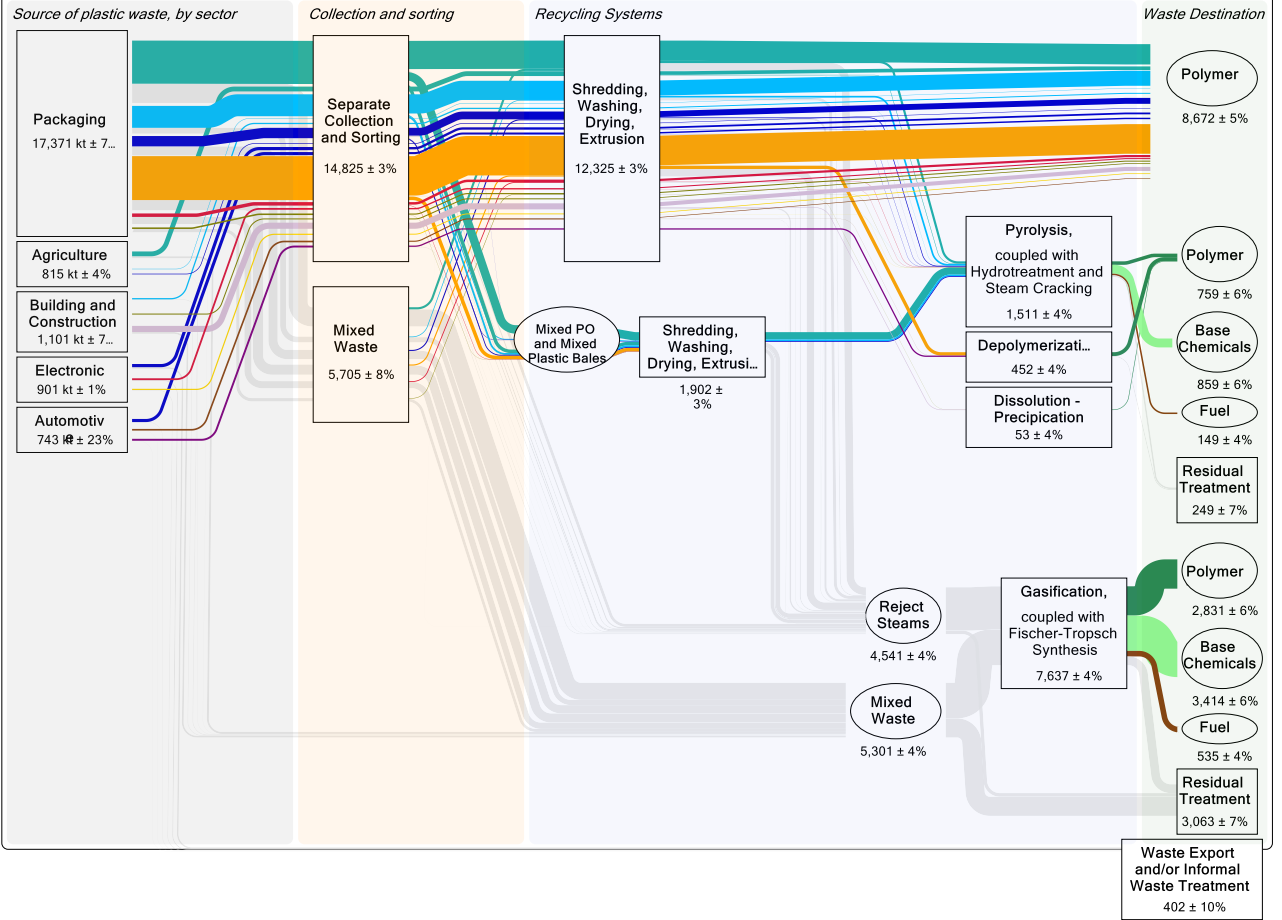 Source of plastic waste, by sector
Collection and sorting
Recycling Systems
Waste Destination
Packaging
17,371 kt ± 7...
Agriculture
815 kt ± 4%
Building and
Construction
1,101 kt ± 7...
Electronic
901 kt ± 1%
Automotiv
e
743 kt ± 23%
Separate
Collection
and Sorting
14,825 ± 3%
Mixed
Waste
5,705 ± 8%
Shredding,
Washing,
Drying,
Extrusion
12,325 ± 3%
Mixed PO
and Mixed
Plastic Bales
Shredding,
Washing,
Drying, Extrusi...
1,902 ±
3%
Pyrolysis,
coupled with
Hydrotreatment and
Steam Cracking
1,511 ± 4%
Depolymerizati...
452 ± 4%
Dissolution -
Precipication
53 ± 4%
Reject
Steams
4,541 ± 4%
Mixed
Waste
5,301 ± 4%
Gasification,
coupled with
Fischer-Tropsch
Synthesis
7,637 ± 4%
Polymer
8,672 ± 5%
Polymer
759 ± 6%
Base
Chemicals
859 ± 6%
Fuel
149 ± 4%
Residual
Treatment
249 ± 7%
Polymer
2,831 ± 6%
Base
Chemicals
3,414 ± 6%
Fuel
535 ± 4%
Residual
Treatment
3,063 ± 7%
Waste Export
and/or Informal
Waste Treatment
402 ± 10%